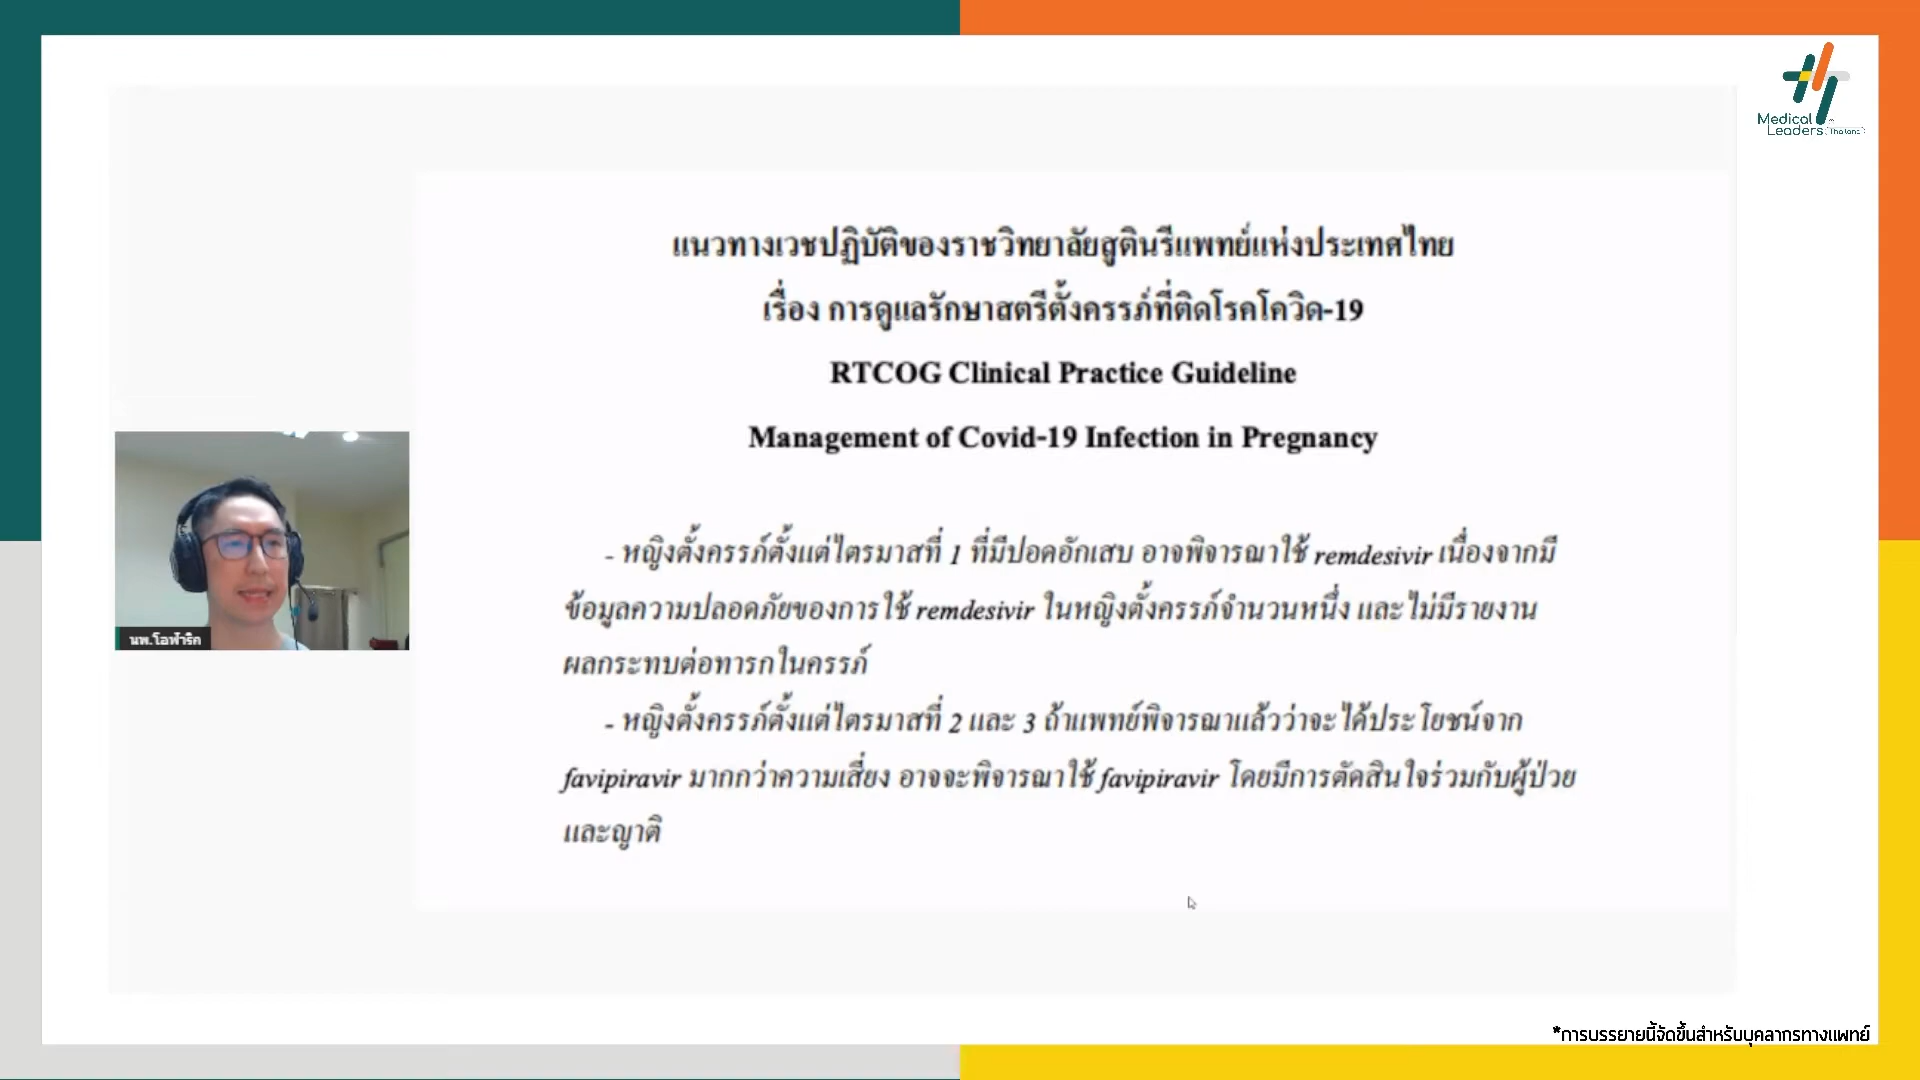 Medical
Leaders (Thailand)
แนวทางเวชปฏิบัติของราชวิทยาลัยสูตินรีแพทย์แห่งประเทศไทย
เรื่อง การดูแลรักษาสตรีตั้งครรภ์ที่ติดโรคโควิด-19
RTCOG Clinical Practice Guideline
Management of Covid-19 Infection in Pregnancy
- หญิงตั้งครรภ์ตั้งแต่ไตรมาสที่ 1 ที่มีปอดอักเสบ อาจพิจารณาใช้ remdesivir เนื่องจากมี
ข้อมูลความปลอดภัยของการใช้ remdesivir ในหญิงตั้งครรภ์จำนวนหนึ่ง และไม่มีรายงาน
ผลกระทบต่อทารกในครรภ์
- หญิงตั้งครรภ์ตั้งแต่ไตรมาสที่ 2 และ 3 ถ้าแพทย์พิจารณาแล้วว่าจะได้ประโยชน์จาก
favipiravir มากกว่าความเสี่ยง อาจจะพิจารณาใช้ favipiravir โดยมีการตัดสินใจร่วมกับผู้ป่วย
และญาติ
นพ.โอฬาริค
*การบรรยายนี้จัดขึ้นสำหรับบุคลากรทางแพทย์